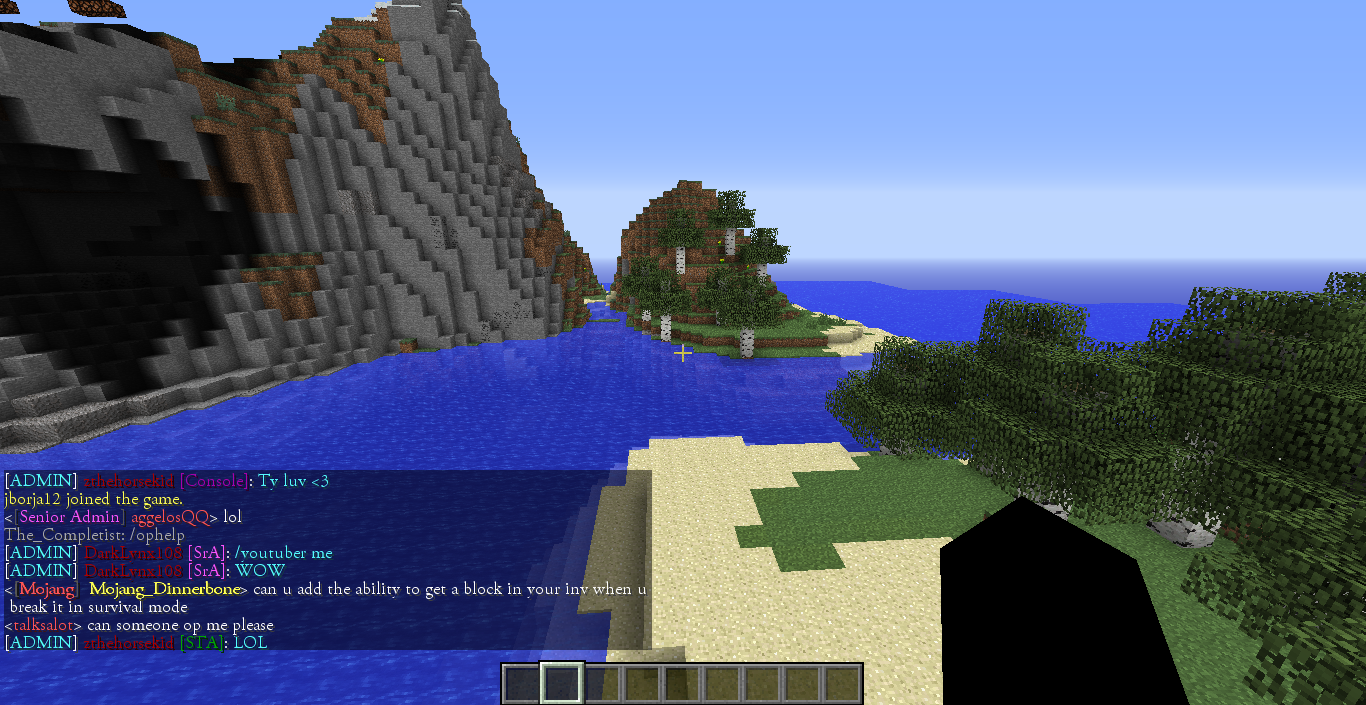 [ADMIN] zthehorsekid [Console]: Ty luv <3
jborja12 joined the game.
<[Senior Admin] aggelosQQ> lol
The_Completist: /ophelp
[ADMIN] DarkLynx108 [SrA]: /youtuber me
[ADMIN] DarkLynx108 [SrA]: WOW
<[Mojang] Mojang_Dinnerbone> can u add the ability to get a block in your inv when u
break it in survival mode
<talksalot> can someone op me please
[ADMIN] zthehorsekid [STA]: LOL